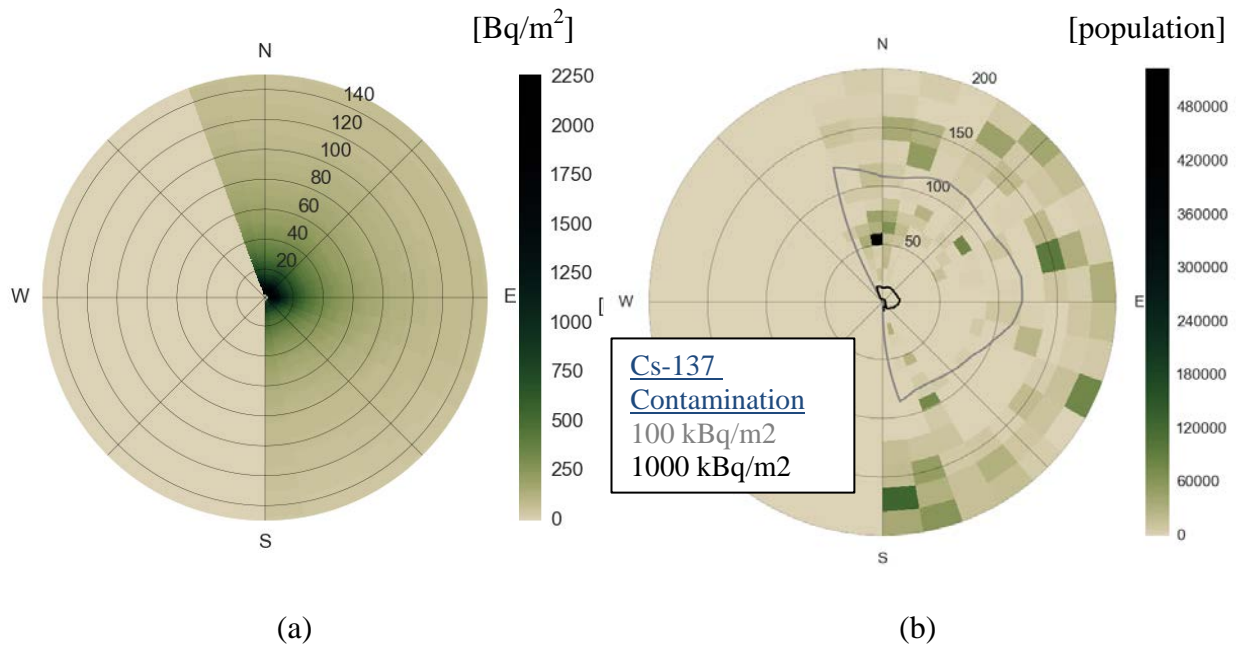 [Bq/m2]
N
140
120
100
80
60
40
20
W
E
S
2250
2000
1750
1500
1250
1000
[
750
500
250
0
(a)
[population]
N
200
150
100
50
E
W
S
480000
420000
360000
300000
240000
180000
120000
60000
0
Cs-137
Contamination
100 kBq/m2
1000 kBq/m2
(b)